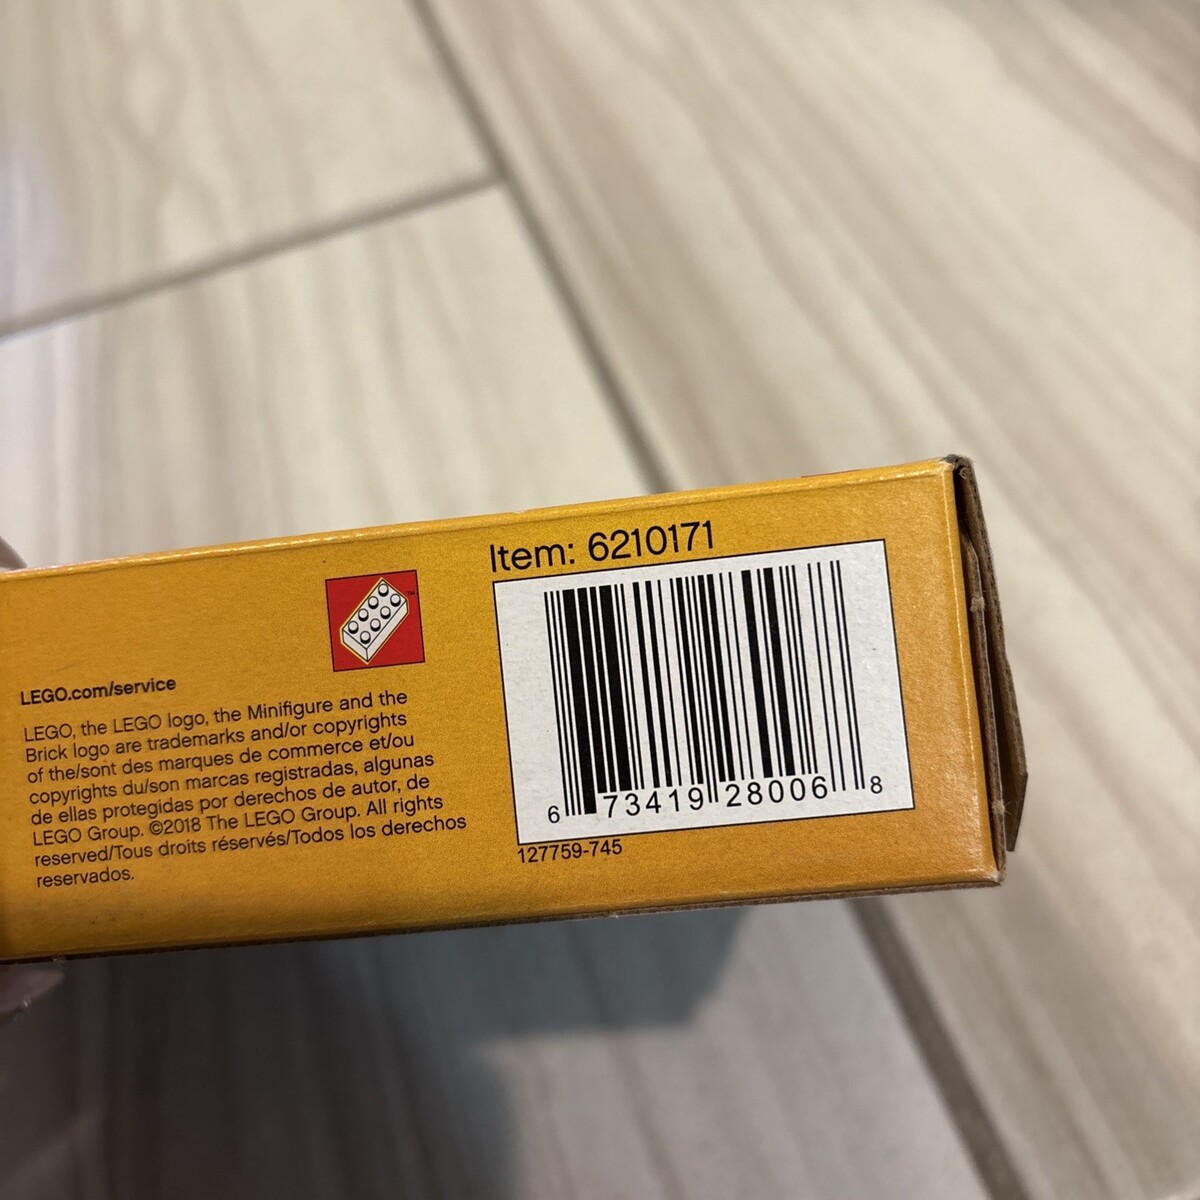 Item: 6210171
LEGO.com/service
LEGO, the LEGO logo, the Minifigure and the
Brick logo are trademarks and/or copyrights
of the/sont des marques de commerce et/ou
copyrights du/son marcas registradas, algunas
de ellas protegidas por derechos de autor, de
LEGO Group. ©2018 The LEGO Group. All rights
reserved/Tous droits réservés/Todos los derechos
reservados.
6 73419 28006 8
127759-745
™